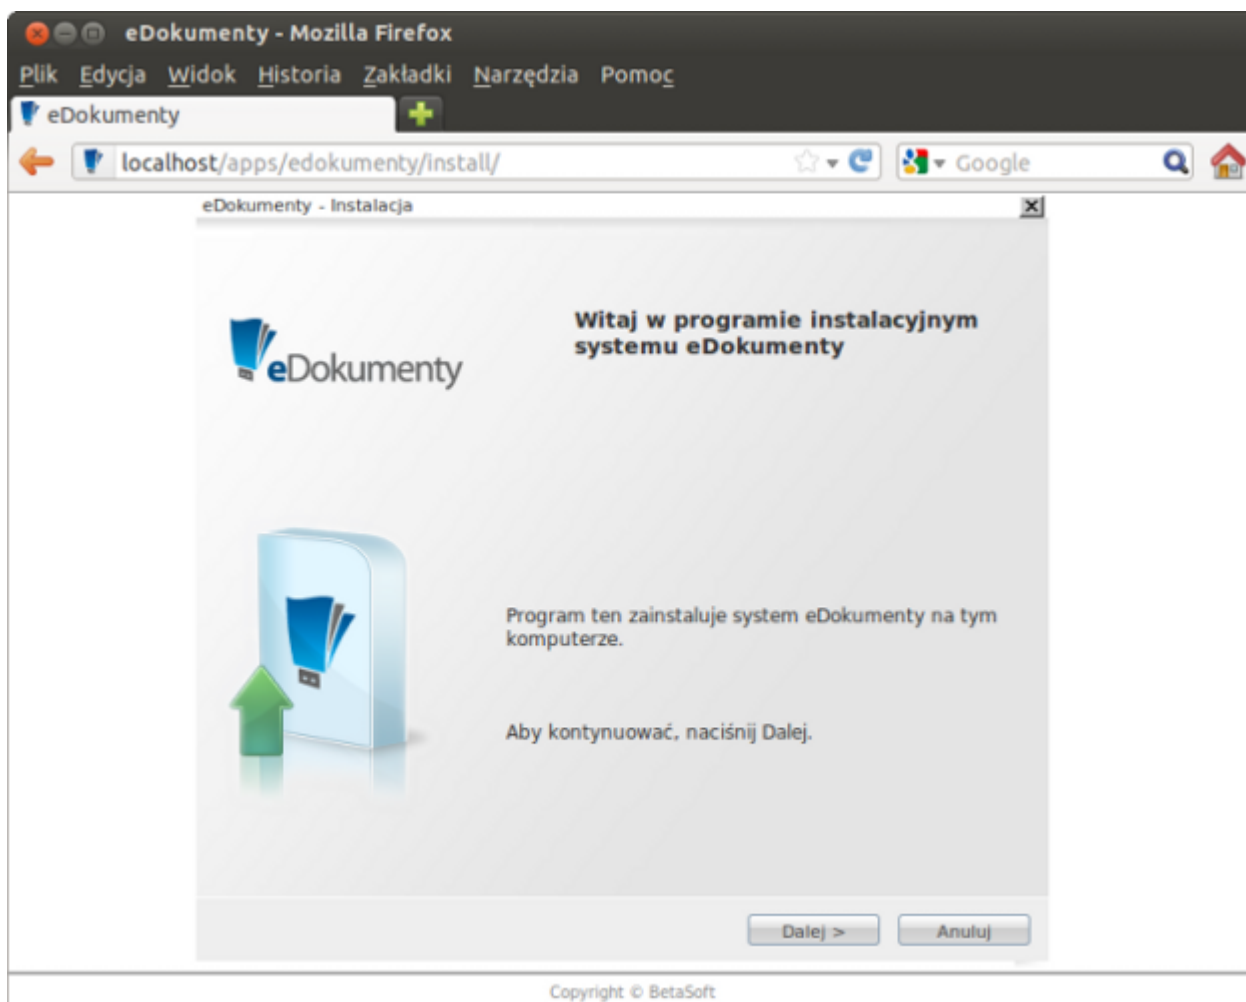 eDokumenty - Mozilla Firefox
Plik Edycja Widok Historia Zakładki Narzędzia Pomoc
eDokumenty
localhost/apps/edokumenty/install/ Google
eDokumenty - Instalacja
Witaj w programie instalacyjnym
systemu eDokumenty
eDokumenty
Program ten zainstaluje system eDokumenty na tym
komputerze.
Aby kontynuować, naciśnij Dalej.
Dalej > Anuluj
Copyright © BetaSoft